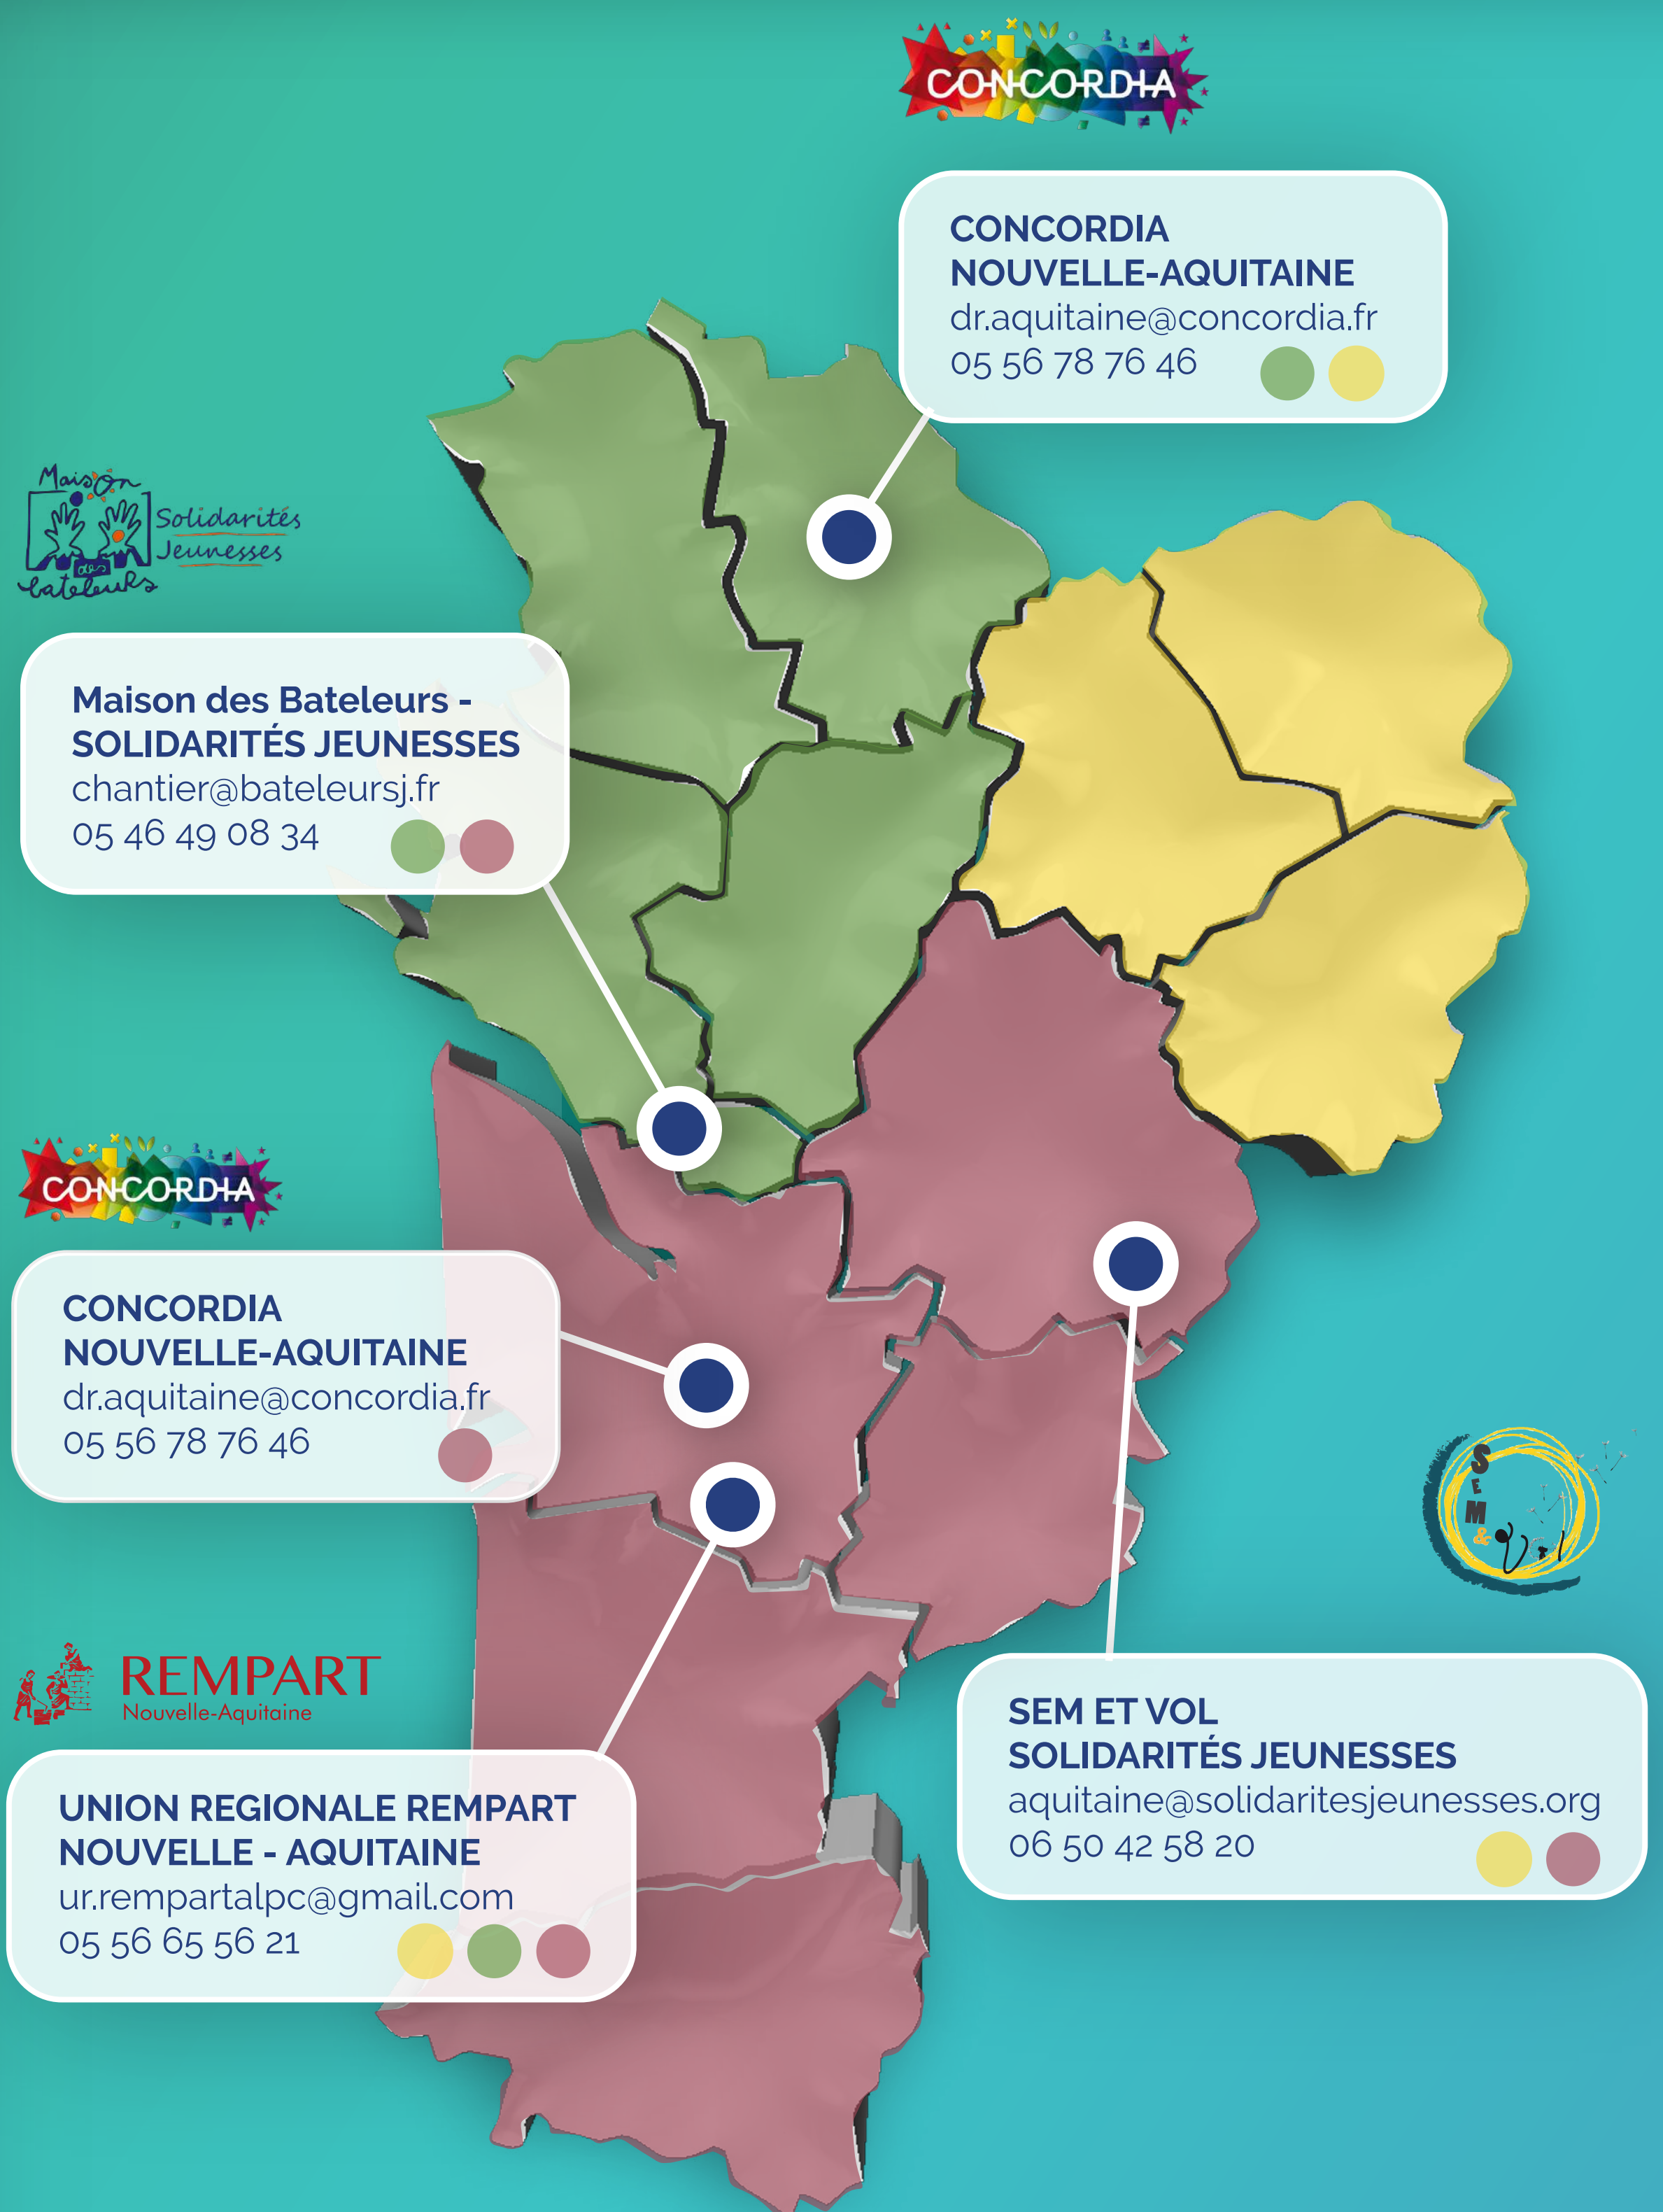 CONCORDIA
CONCORDIA
NOUVELLE-AQUITAINE
dr.aquitaine@concordia.fr
05 56 78 76 46
Maison
des
bateleurs
Solidarités
Jeunesses
Maison des Bateleurs -
SOLIDARITÉS JEUNESSES
chantier@bateleursj.fr
05 46 49 08 34
CONCORDIA
CONCORDIA
NOUVELLE-AQUITAINE
dr.aquitaine@concordia.fr
05 56 78 76 46
SEM
&
Vol
REMPART
Nouvelle-Aquitaine
SEM ET VOL
SOLIDARITÉS JEUNESSES
aquitaine@solidaritesjeunesses.org
06 50 42 58 20
UNION REGIONALE REMPART
NOUVELLE - AQUITAINE
ur.rempartalpc@gmail.com
05 56 65 56 21